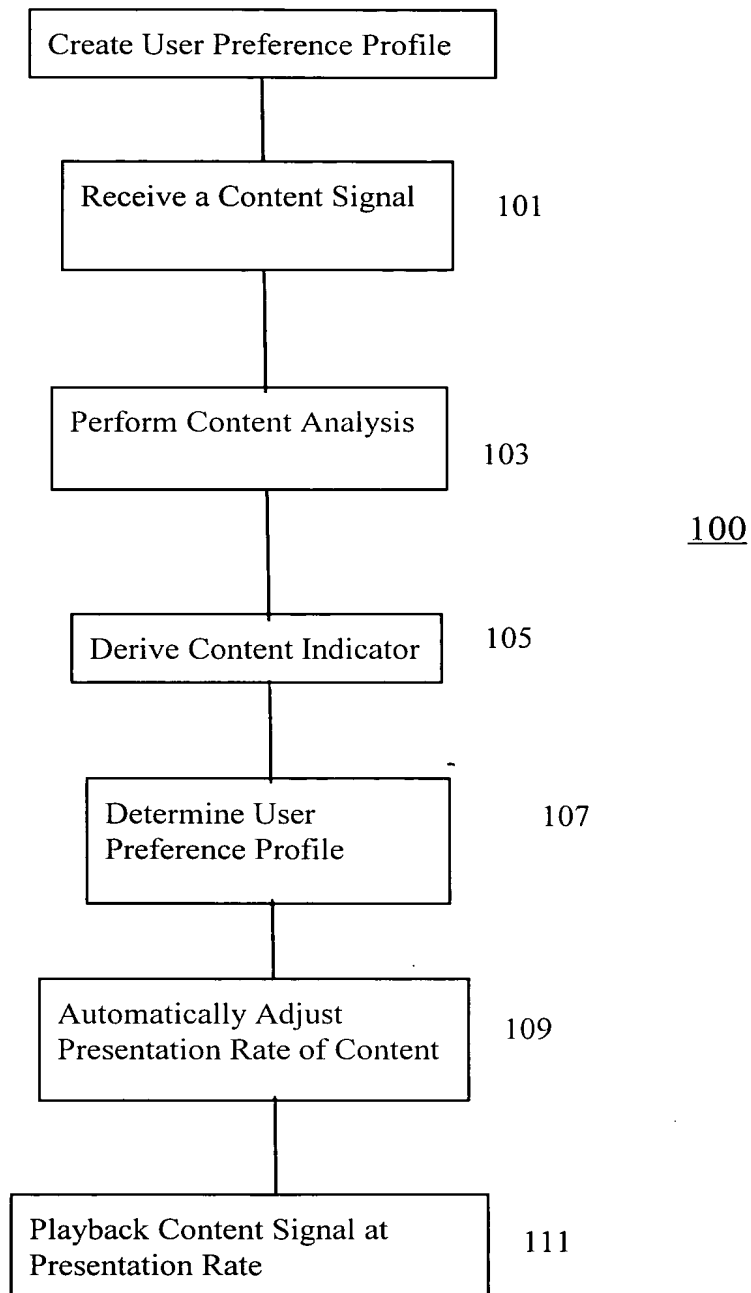 Create User Preference Profile
Receive a Content Signal
101
Perform Content Analysis
103
100
Derive Content Indicator
105
Determine User
Preference Profile
107
Automatically Adjust
Presentation Rate of Content
109
Playback Content Signal at
Presentation Rate
111